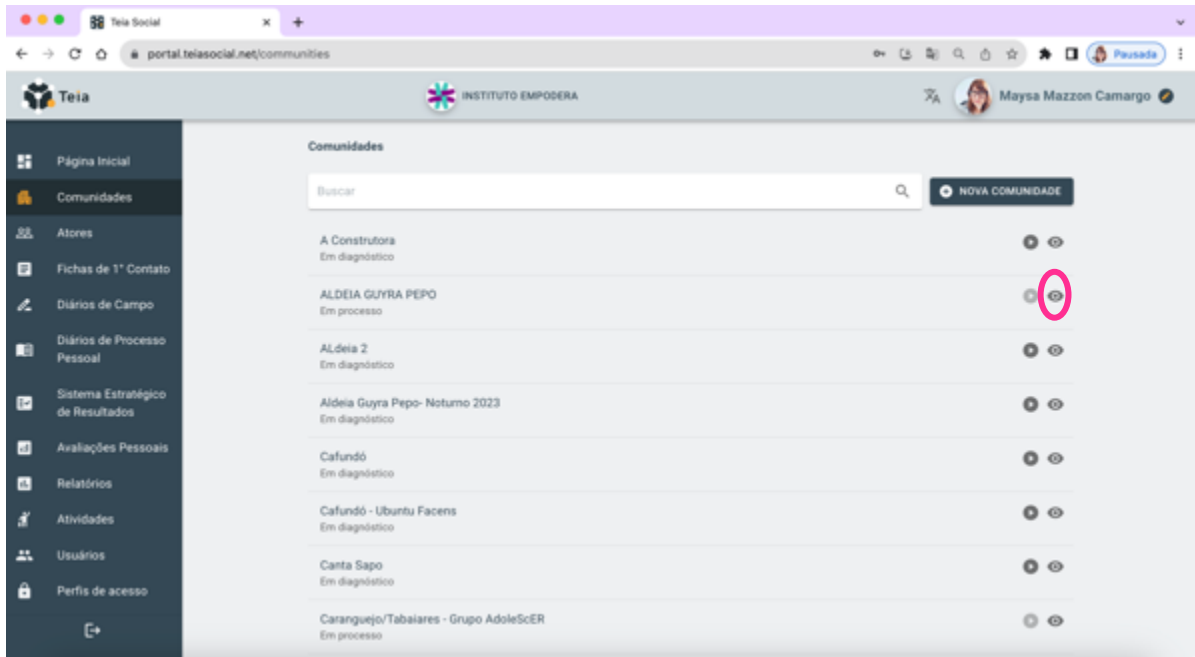 Teia Social
portal.teiasocial.net/communities
Pausada
Teia
INSTITUTO EMPODERA
Maysa Mazzon Camargo
Página Inicial
Comunidades
Atores
Fichas de 1° Contato
Diários de Campo
Diários de Processo
Pessoal
Sistema Estratégico
de Resultados
Avaliações Pessoais
Relatórios
Atividades
Usuários
Perfis de acesso
Comunidades
Buscar
NOVA COMUNIDADE
A Construtora
Em diagnóstico
ALDEIA GUYRA PEPO
Em processo
ALdeia 2
Em diagnóstico
Aldeia Guyra Pepo- Noturno 2023
Em diagnóstico
Cafundó
Em diagnóstico
Cafundó - Ubuntu Facens
Em diagnóstico
Canta Sapo
Em diagnóstico
Caranguejo/Tabaiares - Grupo AdoleScER
Em processo